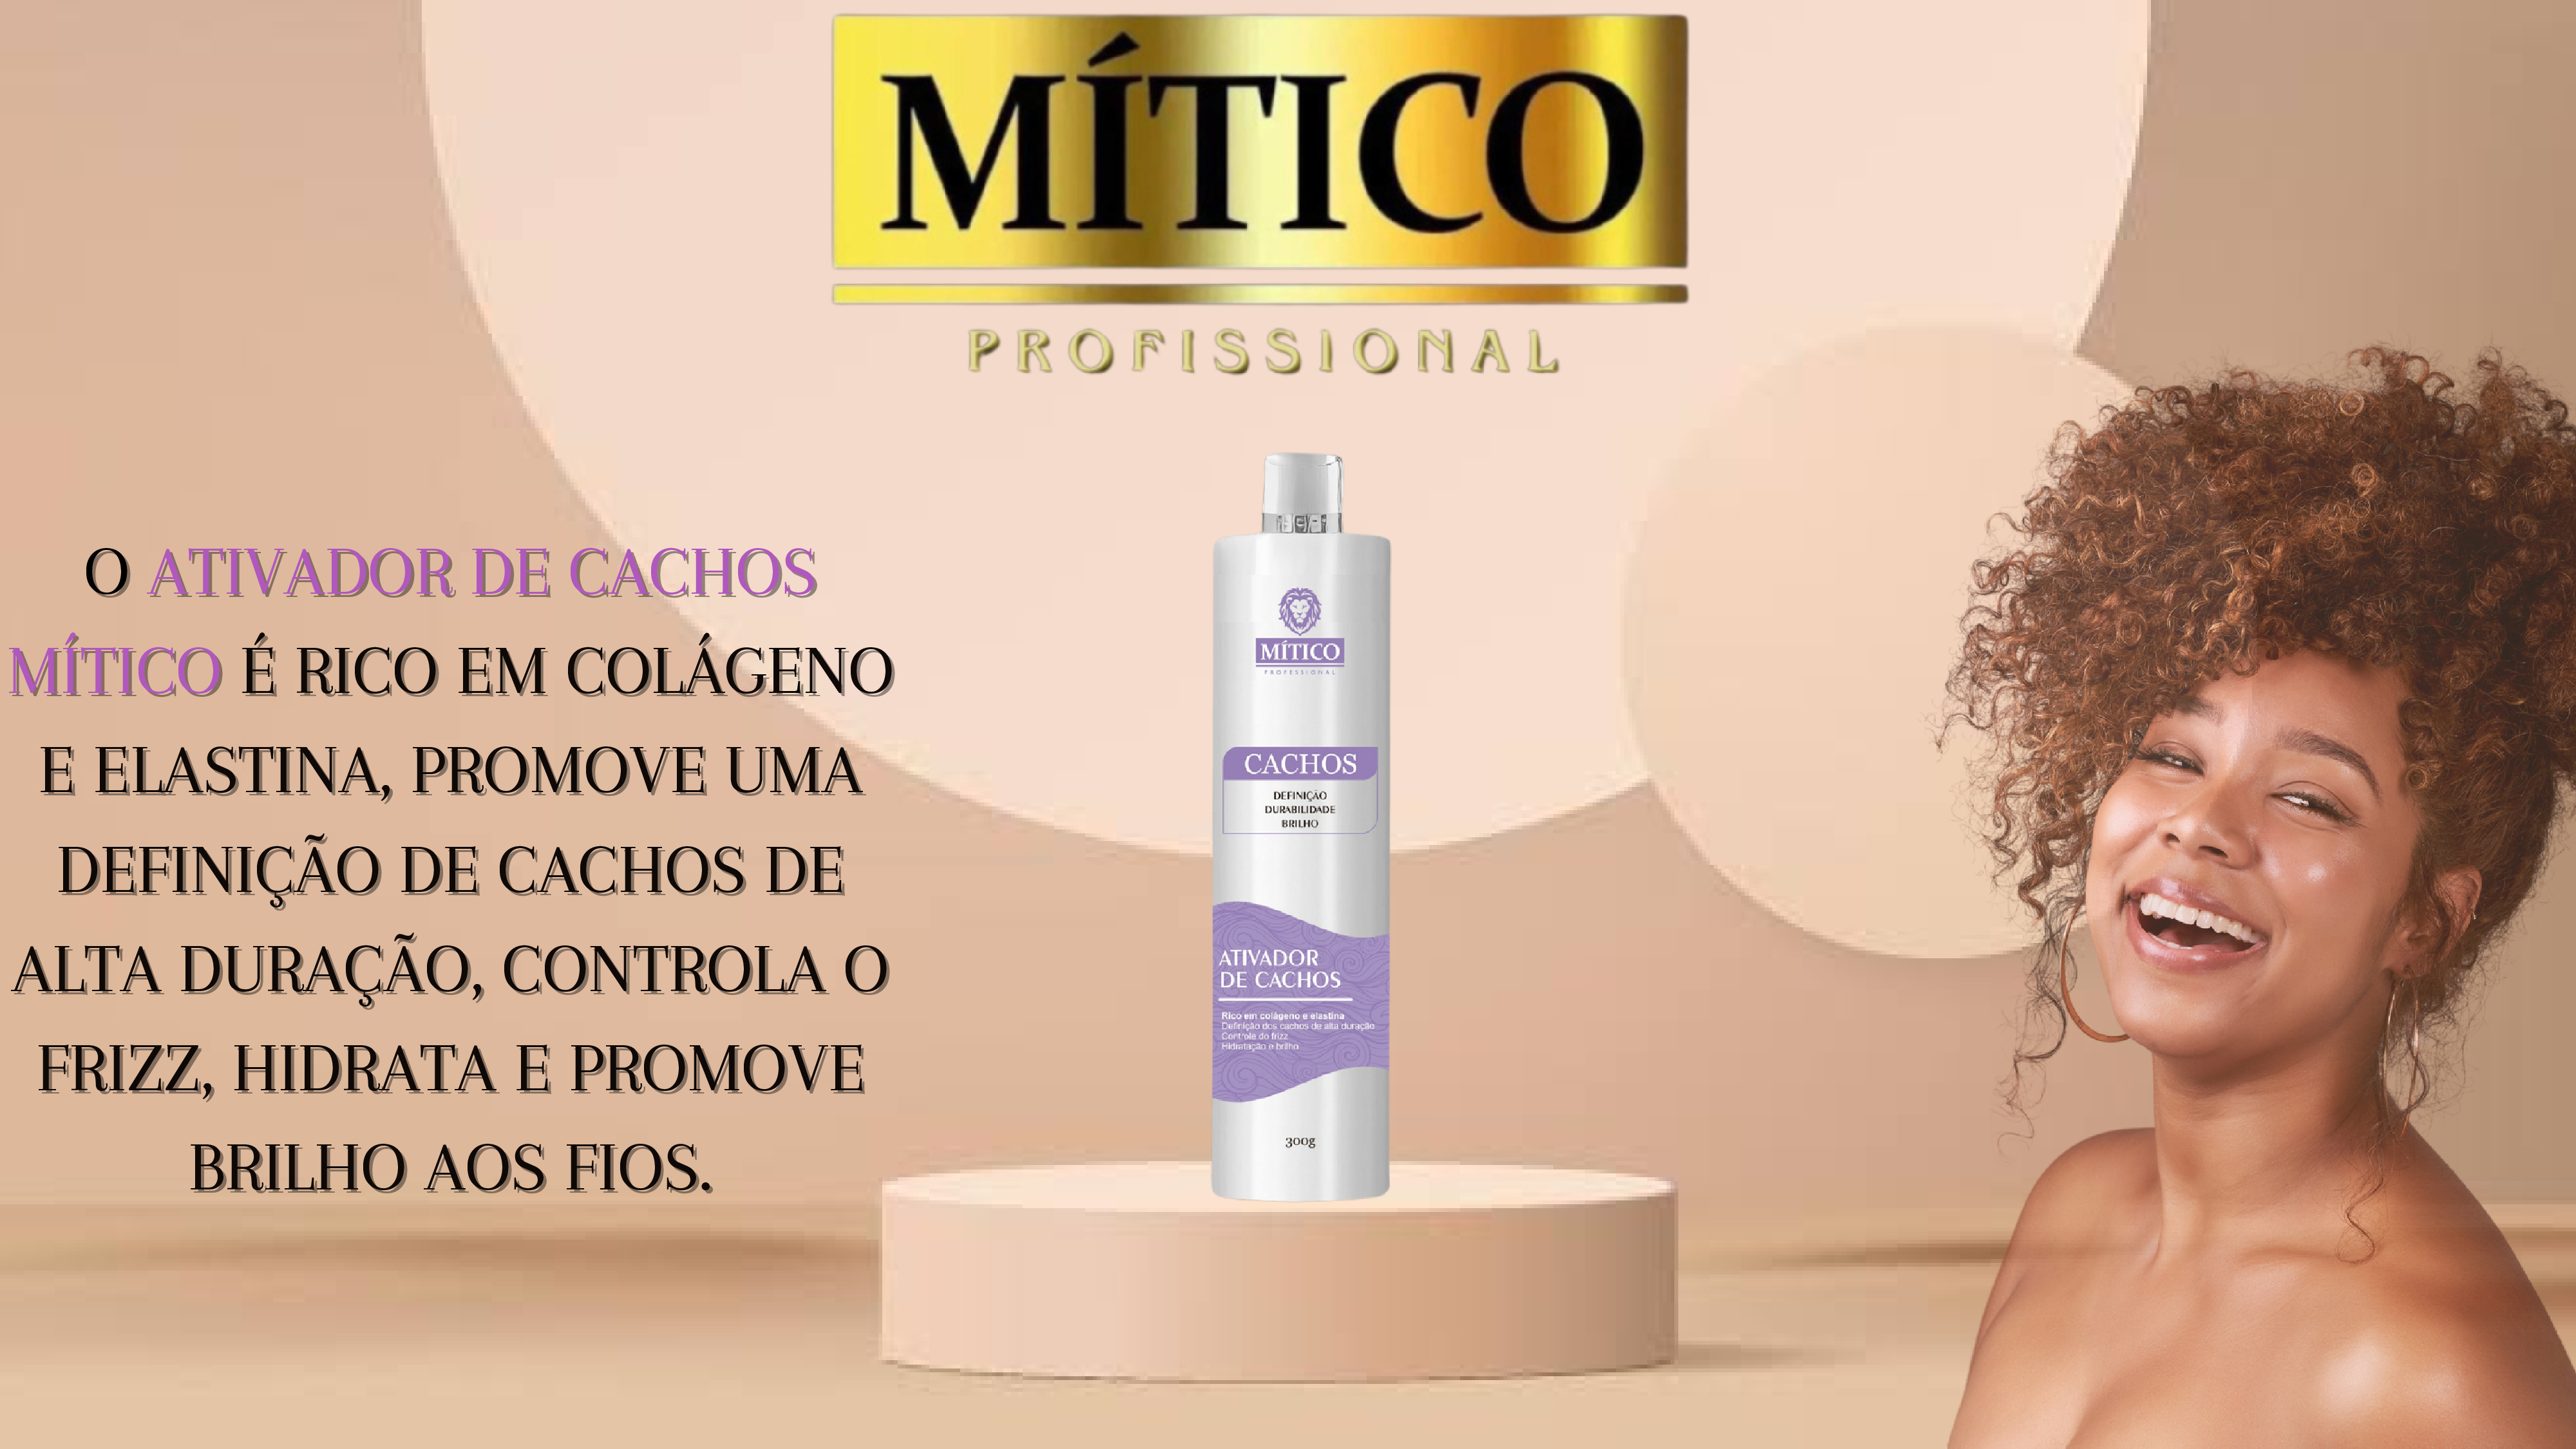 MÍTICO
PROFISSIONAL
O ATIVADOR DE CACHOS
MÍTICO É RICO EM COLÁGENO
E ELASTINA, PROMOVE UMA
DEFINIÇÃO DE CACHOS DE
ALTA DURAÇÃO, CONTROLA O
FRIZZ, HIDRATA E PROMOVE
BRILHO AOS FIOS.
MÍTICO
PROFESSIONAL
CACHOS
DEFINIÇÃO
DURABILIDADE
BRILHO
ATIVADOR
DE CACHOS
Rico em colágeno e elastina
Definição dos cachos de alta duração
Controle do frizz
Hidratação e brilho
300g